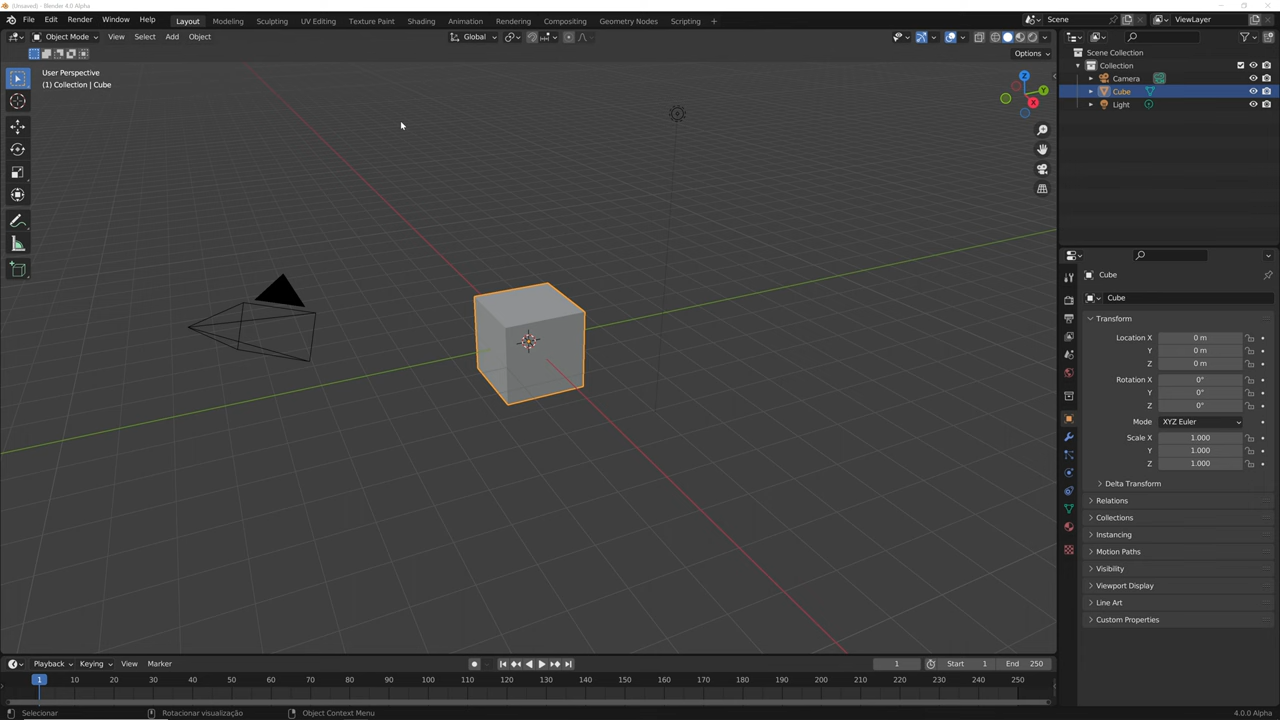 (Unsaved) - Blender 4.0 Alpha
File Edit Render Window Help Layout Modeling Sculpting UV Editing Texture Paint Shading Animation Rendering Compositing Geometry Nodes Scripting Scene ViewLayer
Object Mode View Select Add Object Global
Options
User Perspective
(1) Collection | Cube
Z
Y
X
Scene Collection
Collection
Camera
Cube
Light
Cube
Cube
Transform
Location X 0 m
Y 0 m
Z 0 m
Rotation X 0°
Y 0°
Z 0°
Mode XYZ Euler
Scale X 1.000
Y 1.000
Z 1.000
Delta Transform
Relations
Collections
Instancing
Motion Paths
Visibility
Viewport Display
Line Art
Custom Properties
Playback Keying View Marker 1 Start 1 End 250
1 10 20 30 40 50 60 70 80 90 100 110 120 130 140 150 160 170 180 190 200 210 220 230 240 250
Selecionar Rotacionar visualização Object Context Menu 4.0.0 Alpha